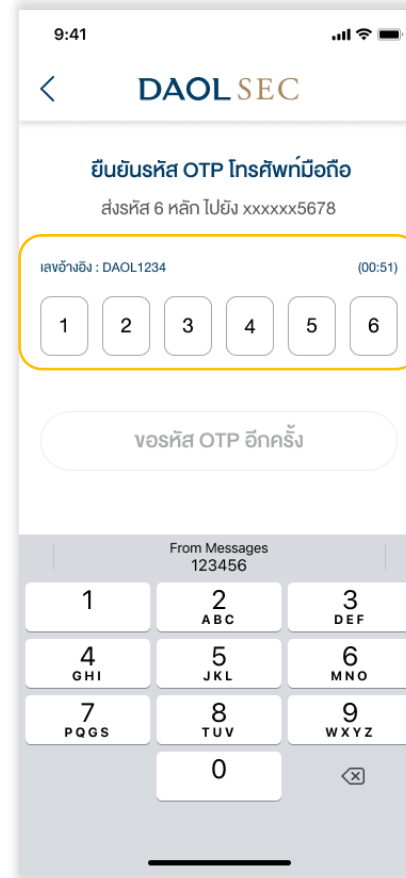 9:41
DAOL SEC
ยืนยันรหัส OTP โทรศัพท์มือถือ
ส่งรหัส 6 หลัก ไปยัง xxxxxx5678
เลขอ้างอิง : DAOL1234 (00:51)
1 2 3 4 5 6
ขอรหัส OTP อีกครั้ง
From Messages
123456
1 2 3
ABC DEF
4 5 6
GHI JKL MNO
7 8 9
PQGS TUV WXYZ
0